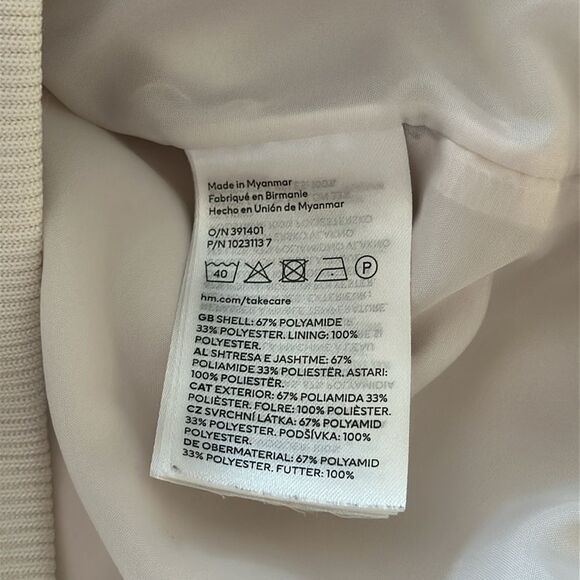 Made in Myanmar
Fabriqué en Birmanie
Hecho en Unión de Myanmar
O/N 391401
P/N 1023113 7
40 P
hm.com/takecare
GB SHELL: 67% POLYAMIDE
33% POLYESTER. LINING: 100%
POLYESTER.
AL SHTRESA E JASHTME: 67%
POLIAMIDE 33% POLIESTËR. ASTARI:
100% POLIESTËR.
CAT EXTERIOR: 67% POLIAMIDA 33%
POLIÈSTER. FOLRE: 100% POLIÈSTER.
CZ SVRCHNÍ LÁTKA: 67% POLYAMID
33% POLYESTER. PODŠÍVKA: 100%
POLYESTER.
DE OBERMATERIAL: 67% POLYAMID
33% POLYESTER. FUTTER: 100%